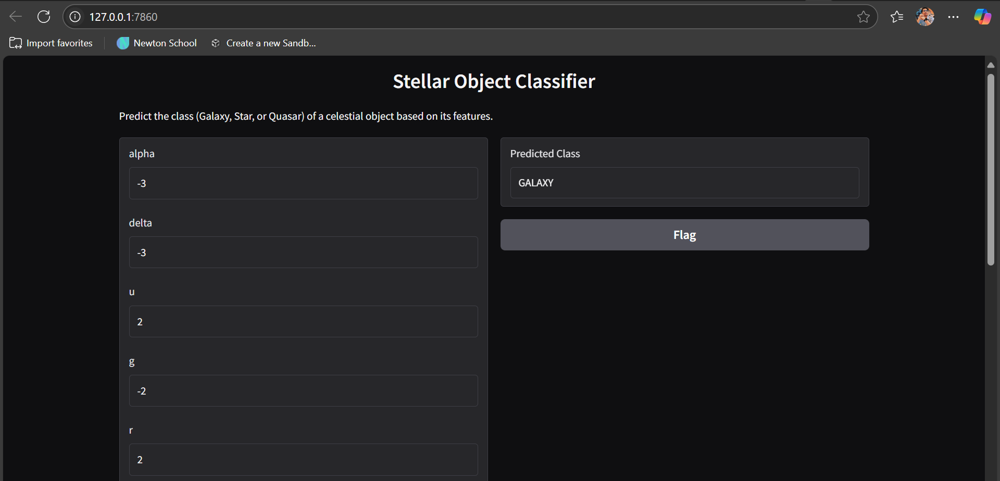 127.0.0.1:7860
Import favorites
Newton School
Create a new Sandb...
Stellar Object Classifier
Predict the class (Galaxy, Star, or Quasar) of a celestial object based on its features.
alpha
-3
delta
-3
u
2
g
-2
r
2
Predicted Class
GALAXY
Flag